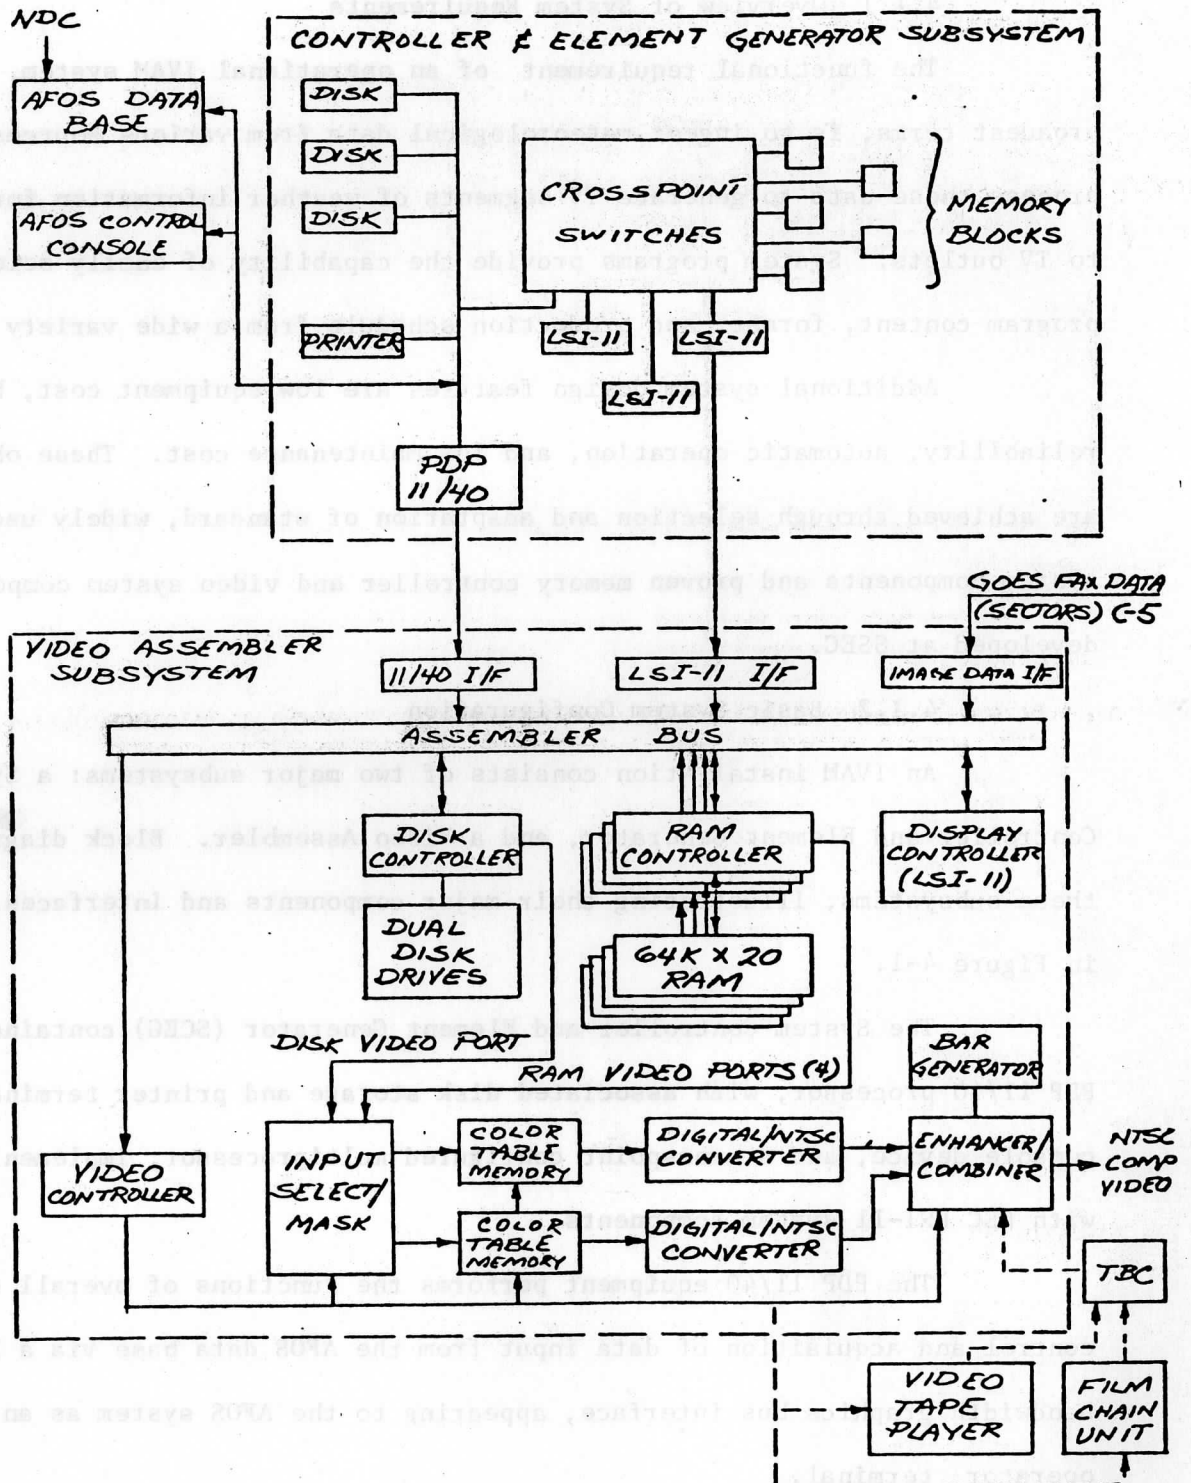 NDC
CONTROLLER & ELEMENT GENERATOR SUBSYSTEM
AFOS DATA
BASE
AFOS CONTROL
CONSOLE
DISK
DISK
DISK
PRINTER
CROSSPOINT
SWITCHES
MEMORY
BLOCKS
LSI-11
LSI-11
LSI-11
PDP
11/40
GOES FAX DATA
(SECTORS) C-5
VIDEO ASSEMBLER
SUBSYSTEM
11/40 I/F
LSI-11 I/F
IMAGE DATA I/F
ASSEMBLER BUS
DISK
CONTROLLER
RAM
CONTROLLER
DISPLAY
CONTROLLER
(LSI-11)
DUAL
DISK
DRIVES
64K X 20
RAM
DISK VIDEO PORT
RAM VIDEO PORTS (4)
BAR
GENERATOR
VIDEO
CONTROLLER
INPUT
SELECT/
MASK
COLOR
TABLE
MEMORY
DIGITAL/NTSC
CONVERTER
ENHANCER/
COMBINER
NTSC
COMP
VIDEO
COLOR
TABLE
MEMORY
DIGITAL/NTSC
CONVERTER
TBC
VIDEO
TAPE
PLAYER
FILM
CHAIN
UNIT